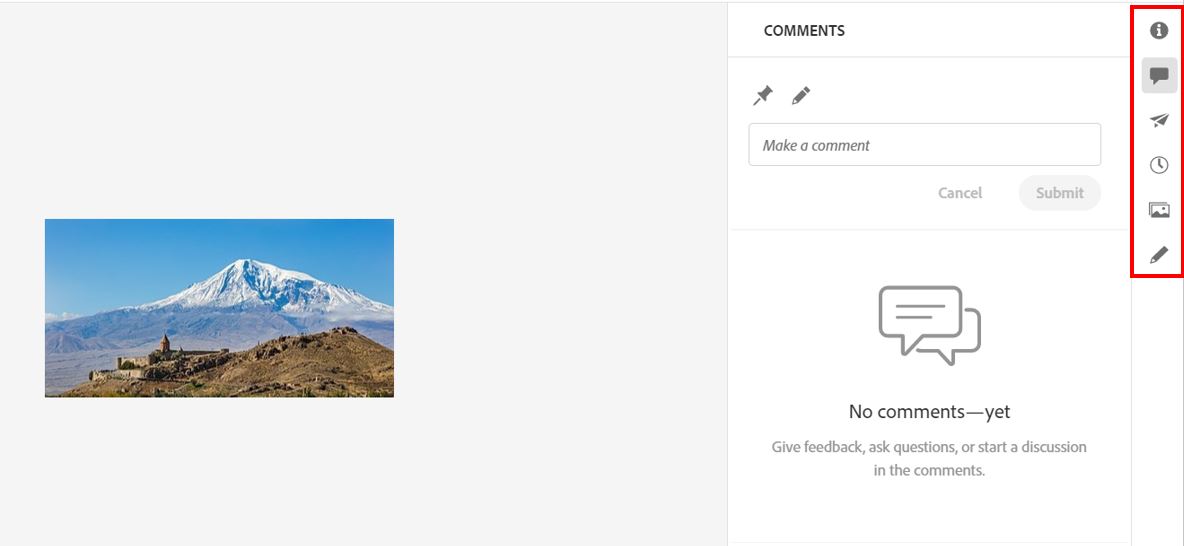 COMMENTS
Make a comment
Cancel
Submit
No comments—yet
Give feedback, ask questions, or start a discussion
in the comments.